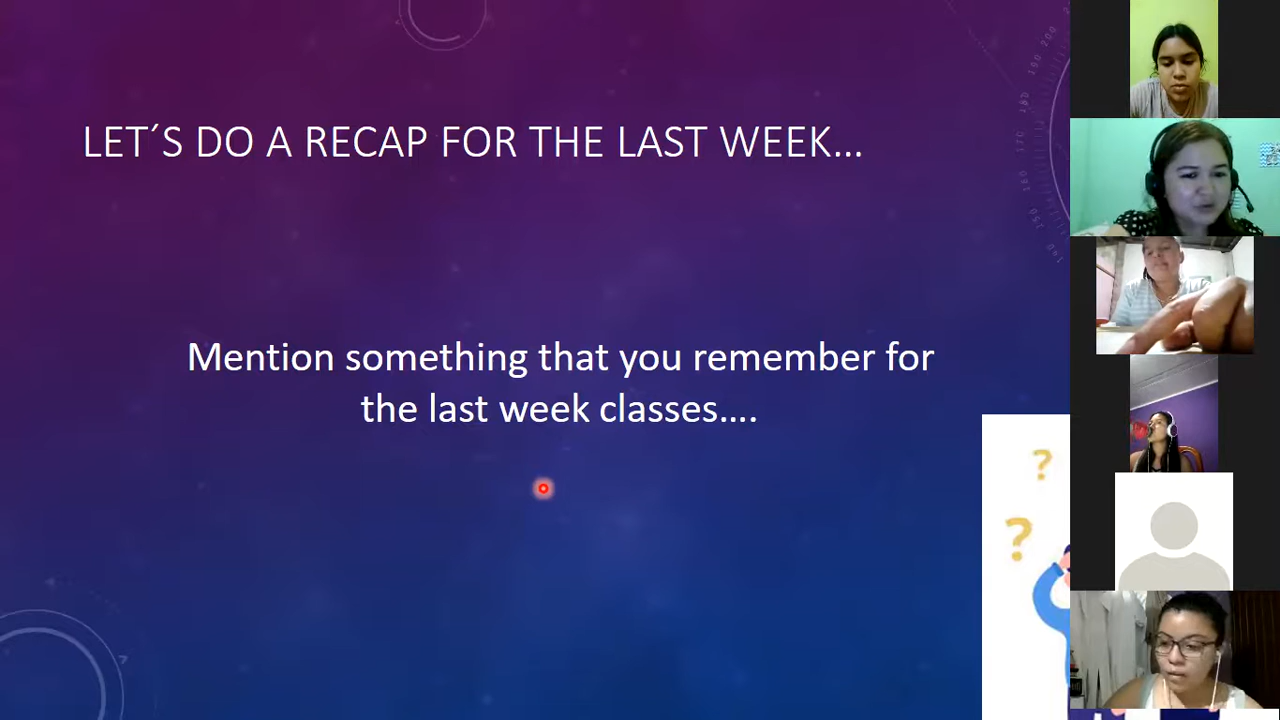 LET´S DO A RECAP FOR THE LAST WEEK…
Mention something that you remember for
the last week classes….
?
?